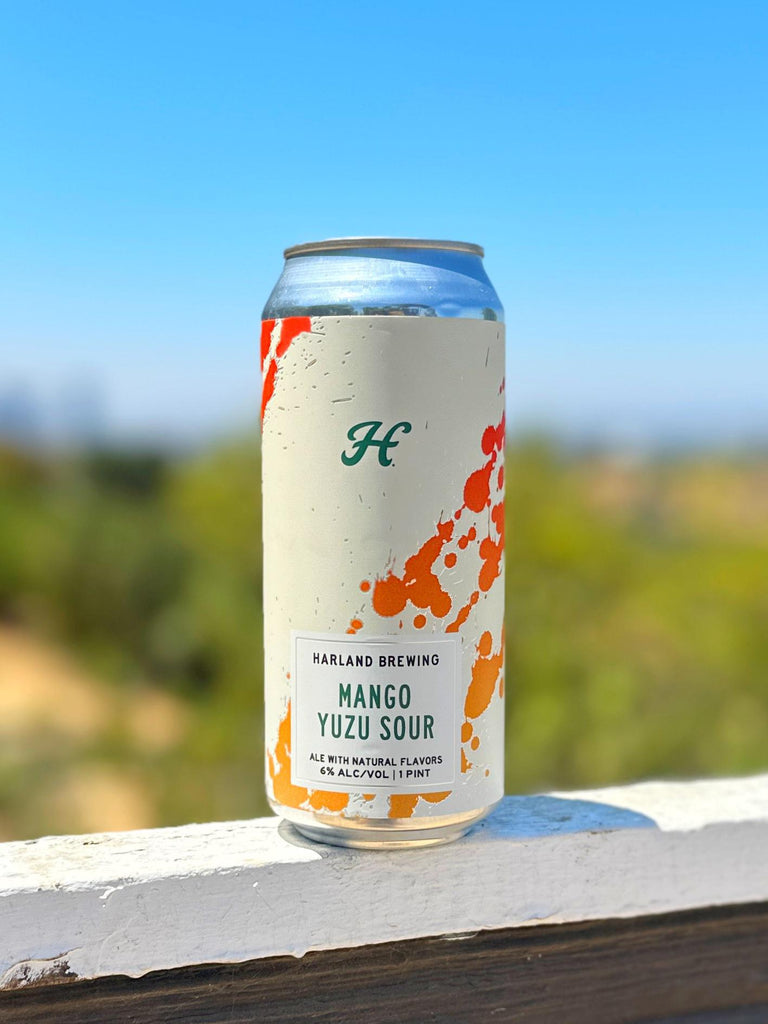 H.
HARLAND BREWING
MANGO
YUZU SOUR
ALE WITH NATURAL FLAVORS
6% ALC/VOL | 1 PINT